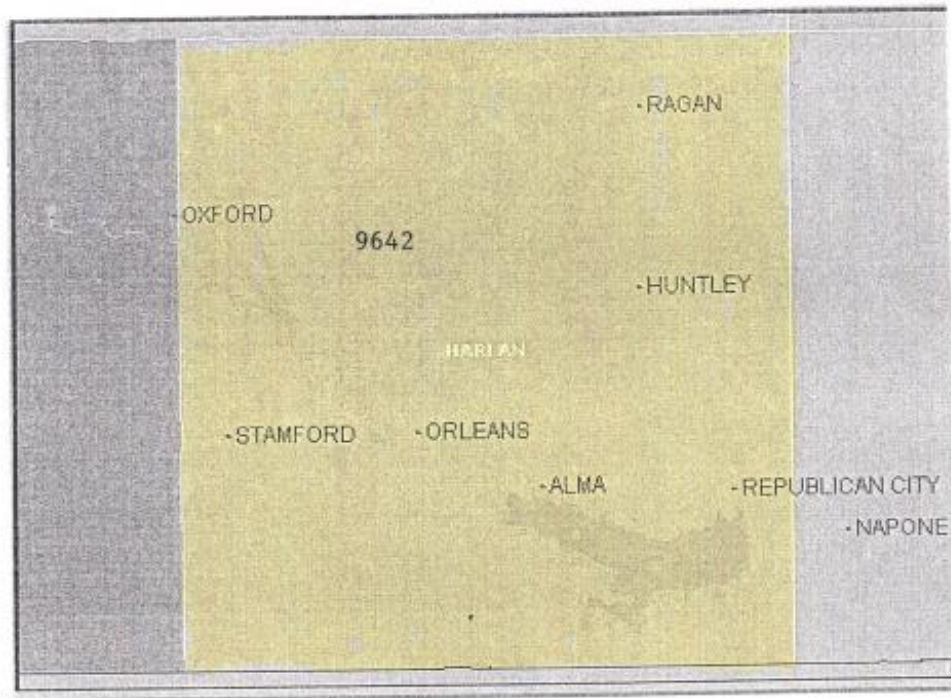 RAGAN
OXFORD
9642
HUNTLEY
HARLAN
STAMFORD
ORLEANS
ALMA
REPUBLICAN CITY
NAPONE